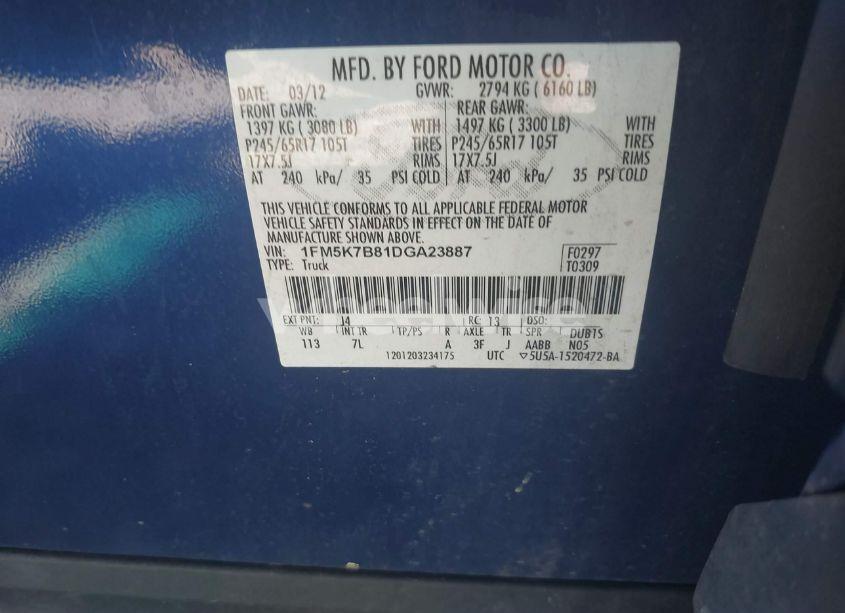 MFD. BY FORD MOTOR CO.
DATE: 03/12 GVWR: 2794 KG ( 6160 LB)
FRONT GAWR: REAR GAWR:
1397 KG ( 3080 LB) WITH 1497 KG ( 3300 LB) WITH
P245/65R17 105T TIRES P245/65R17 105T TIRES
17X7.5J RIMS 17X7.5J RIMS
AT 240 kPa/ 35 PSI COLD AT 240 kPa/ 35 PSI COLD
THIS VEHICLE CONFORMS TO ALL APPLICABLE FEDERAL MOTOR
VEHICLE SAFETY STANDARDS IN EFFECT ON THE DATE OF
MANUFACTURE SHOWN ABOVE.
VIN: 1FM5K7B81DGA23887 F0297
TYPE: Truck T0309
EXT PNT: J4 RC: 13 DSO:
WB INT TR TP/PS R AXLE TR SPR DUBTS
113 7L A 3F J AABB N05
1201203234175 UTC ▽5U5A-1520472-BA